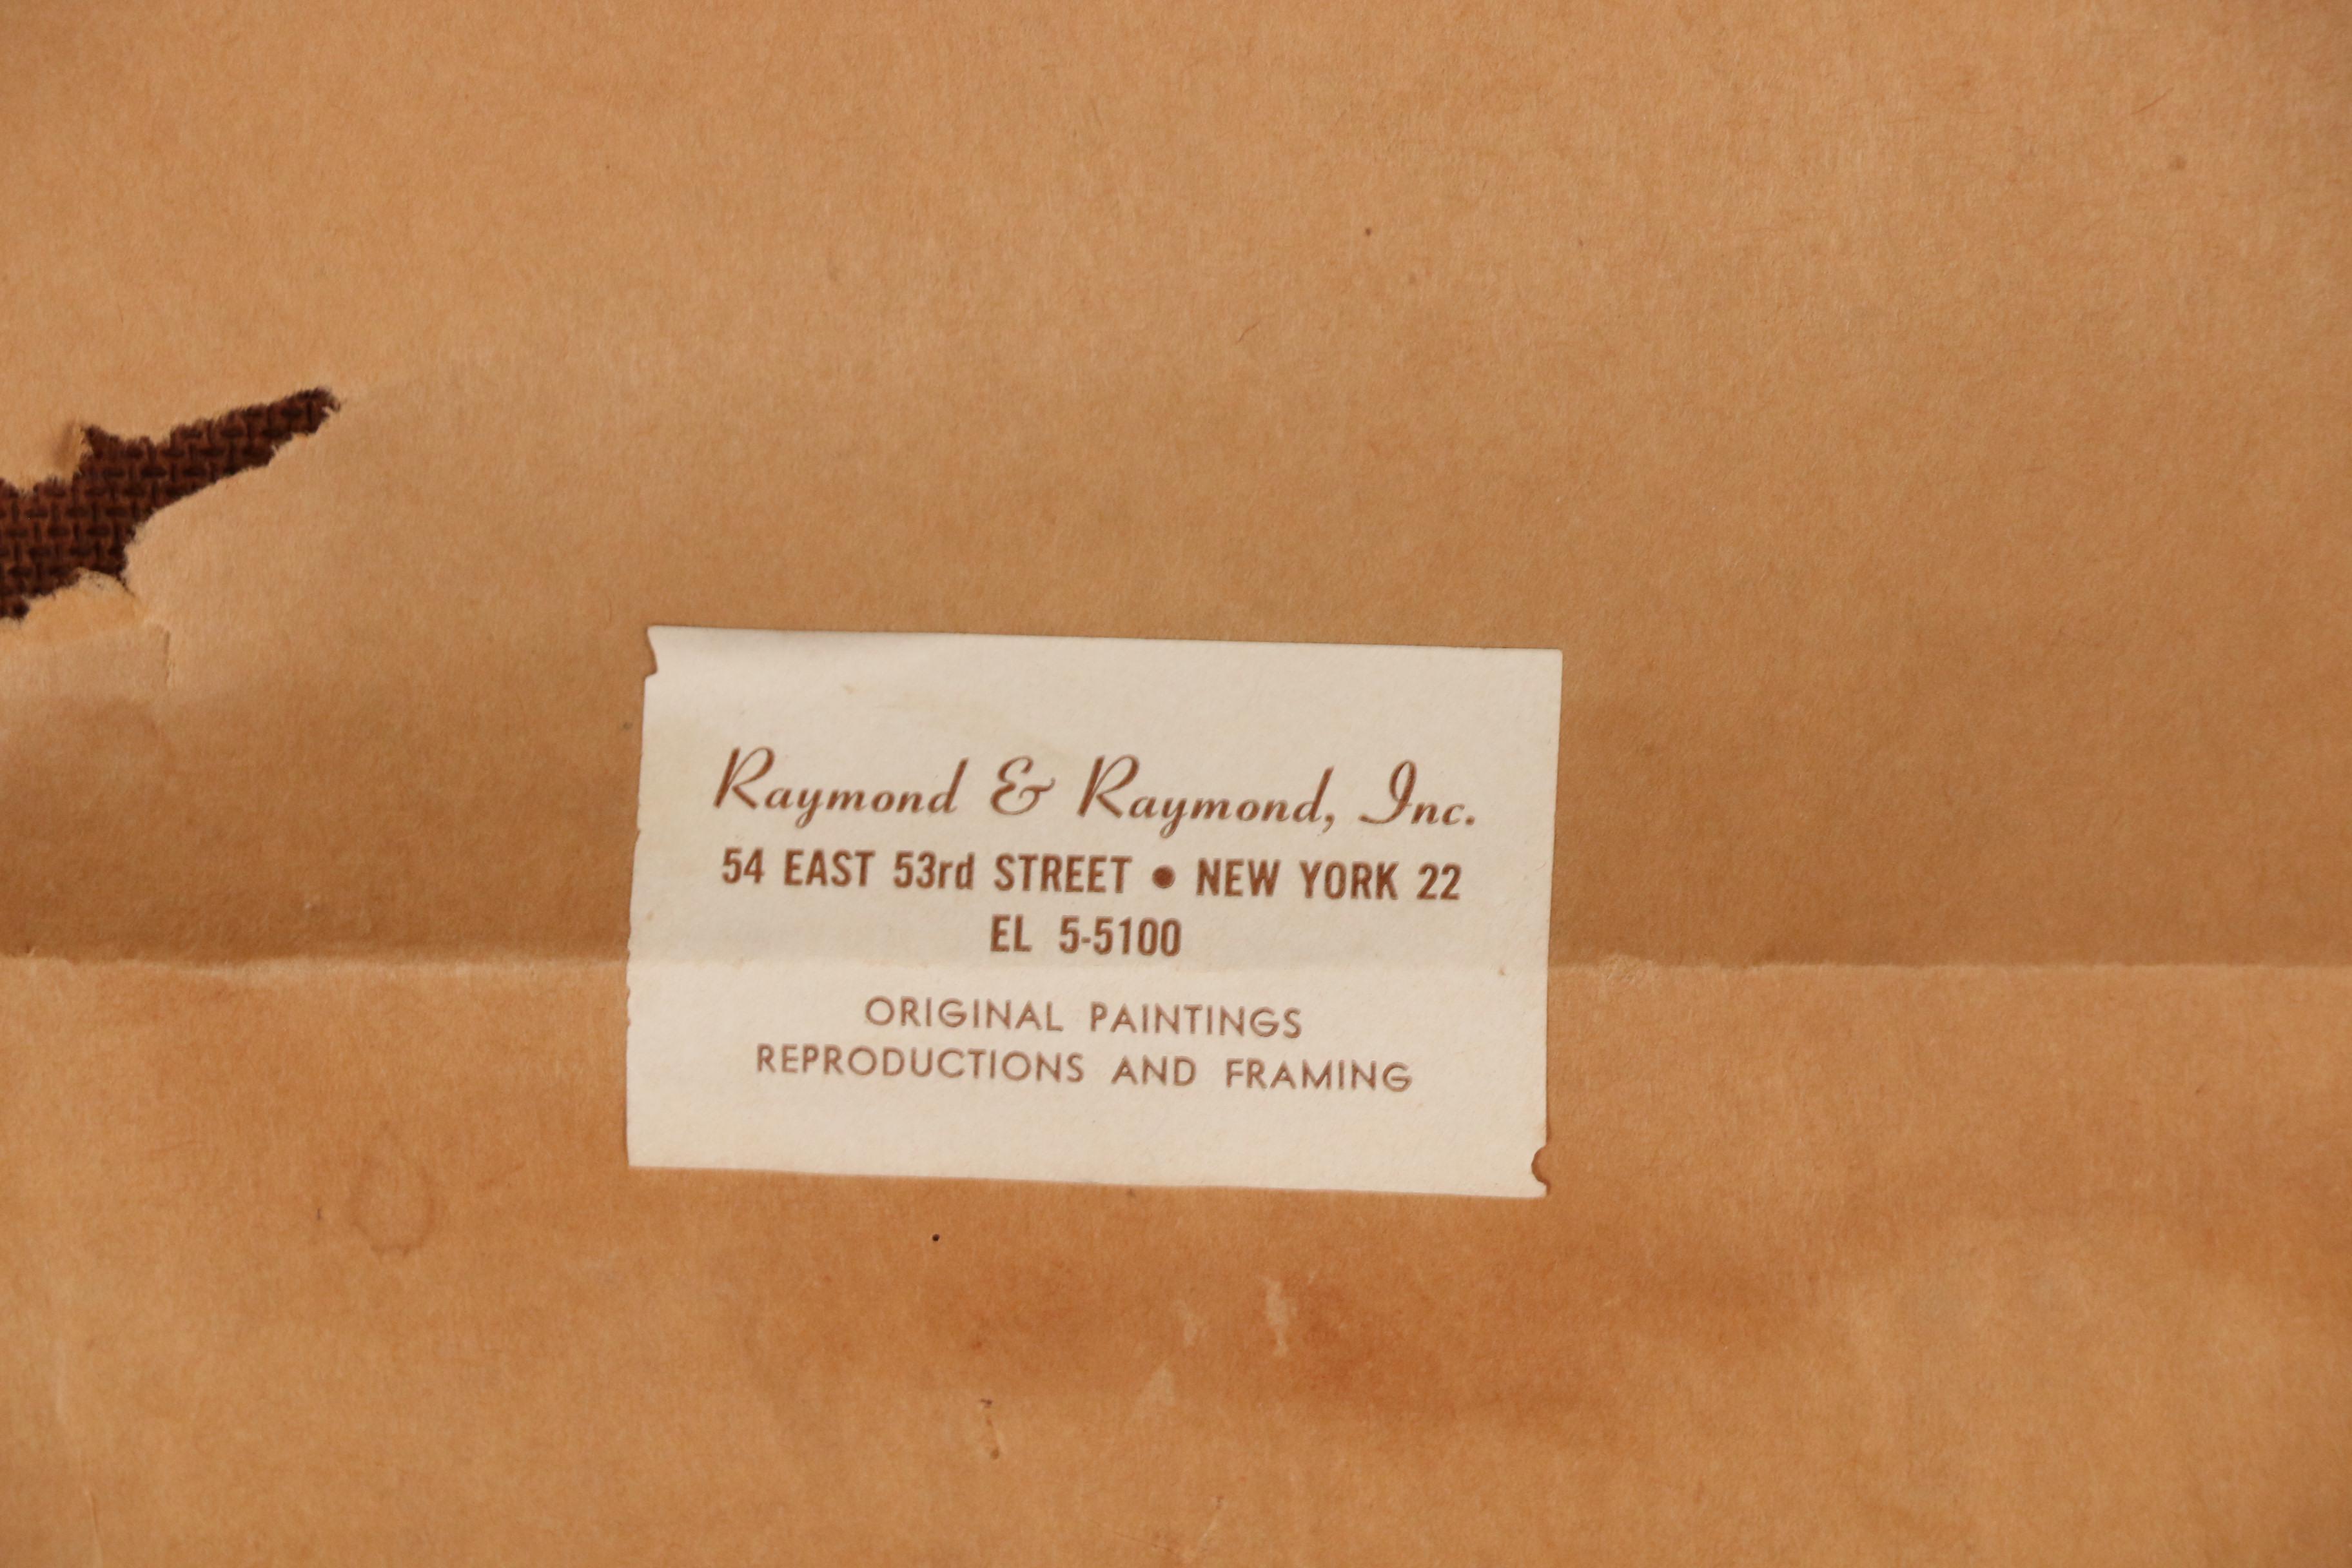 Raymond & Raymond, Inc.
54 EAST 53rd STREET • NEW YORK 22
EL 5-5100
ORIGINAL PAINTINGS
REPRODUCTIONS AND FRAMING